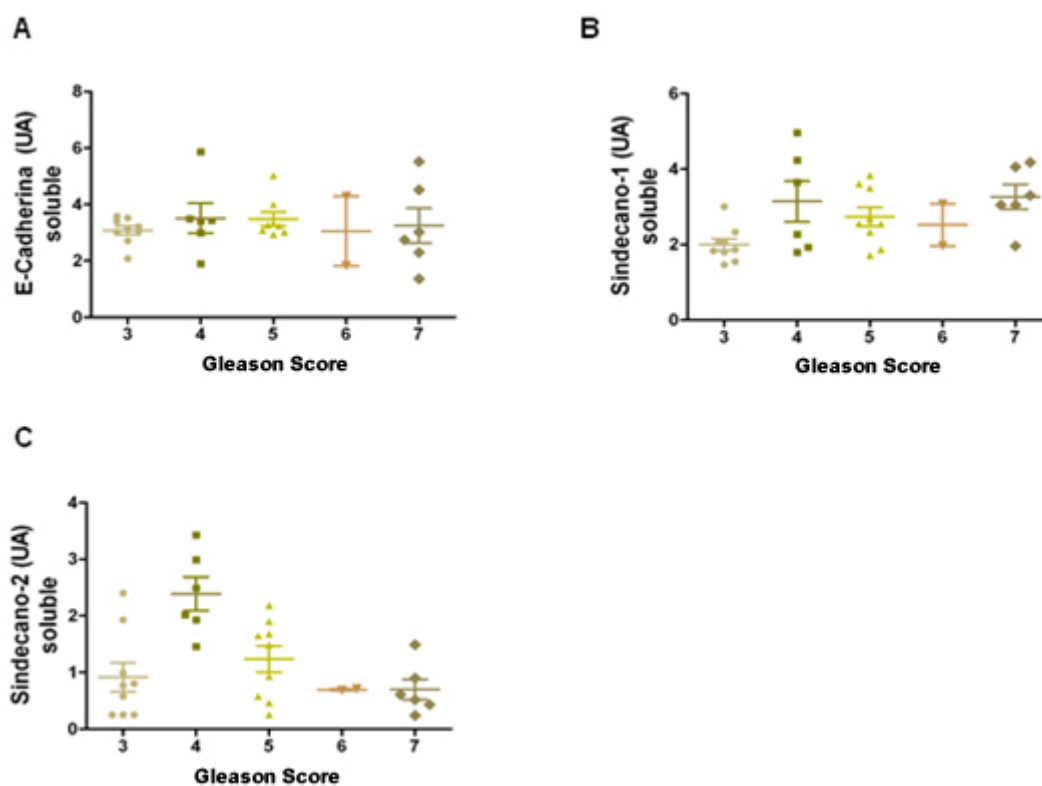 A
E-Cadherina (UA)
soluble
8
6
4
2
0
3 4 5 6 7
Gleason Score
B
Sindecano-1 (UA)
soluble
6
4
2
0
3 4 5 6 7
Gleason Score
C
Sindecano-2 (UA)
soluble
4
3
2
1
0
3 4 5 6 7
Gleason Score